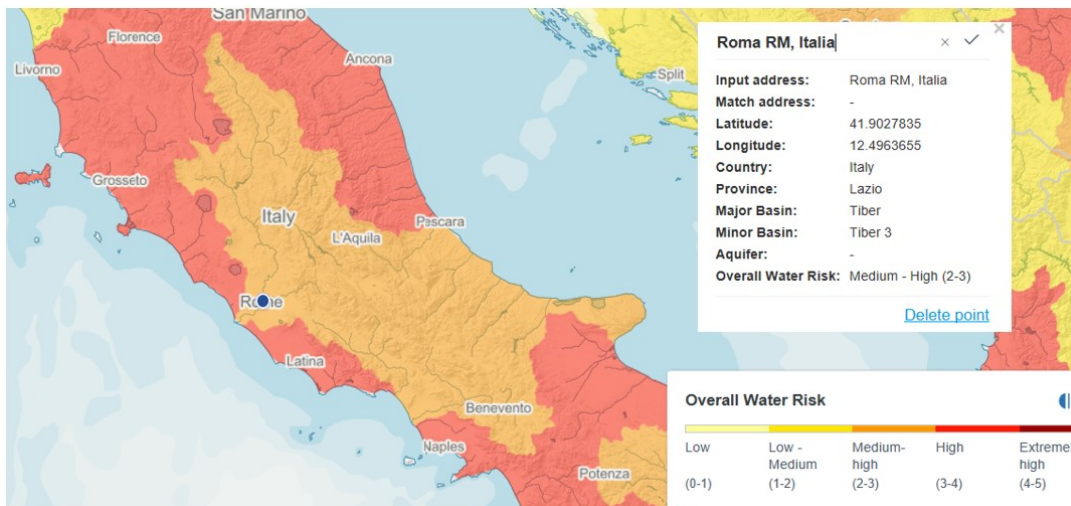 San Marino
Florence
Livorno
Ancona
Split
Grosseto
Italy
L'Aquila
Pescara
Rome
Latina
Benevento
Naples
Potenza
Roma RM, Italia × ✓
×
Input address: Roma RM, Italia
Match address: -
Latitude: 41.9027835
Longitude: 12.4963655
Country: Italy
Province: Lazio
Major Basin: Tiber
Minor Basin: Tiber 3
Aquifer: -
Overall Water Risk: Medium - High (2-3)
Delete point
Overall Water Risk
Low Low - Medium- High Extreme
Medium high high
(0-1) (1-2) (2-3) (3-4) (4-5)